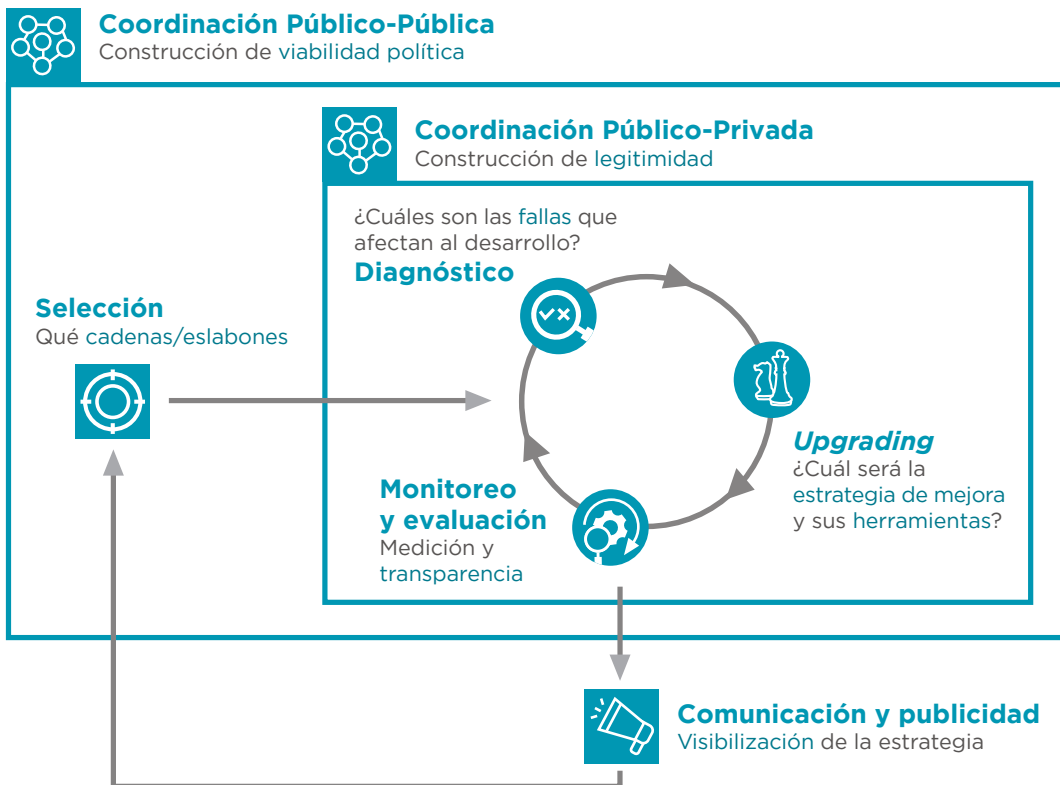 Coordinación Público-Pública
Construcción de viabilidad política
Coordinación Público-Privada
Construcción de legitimidad
¿Cuáles son las fallas que
afectan al desarrollo?
Diagnóstico
Selección
Qué cadenas/eslabones
Upgrading
¿Cuál será la
estrategia de mejora
y sus herramientas?
Monitoreo
y evaluación
Medición y
transparencia
Comunicación y publicidad
Visibilización de la estrategia